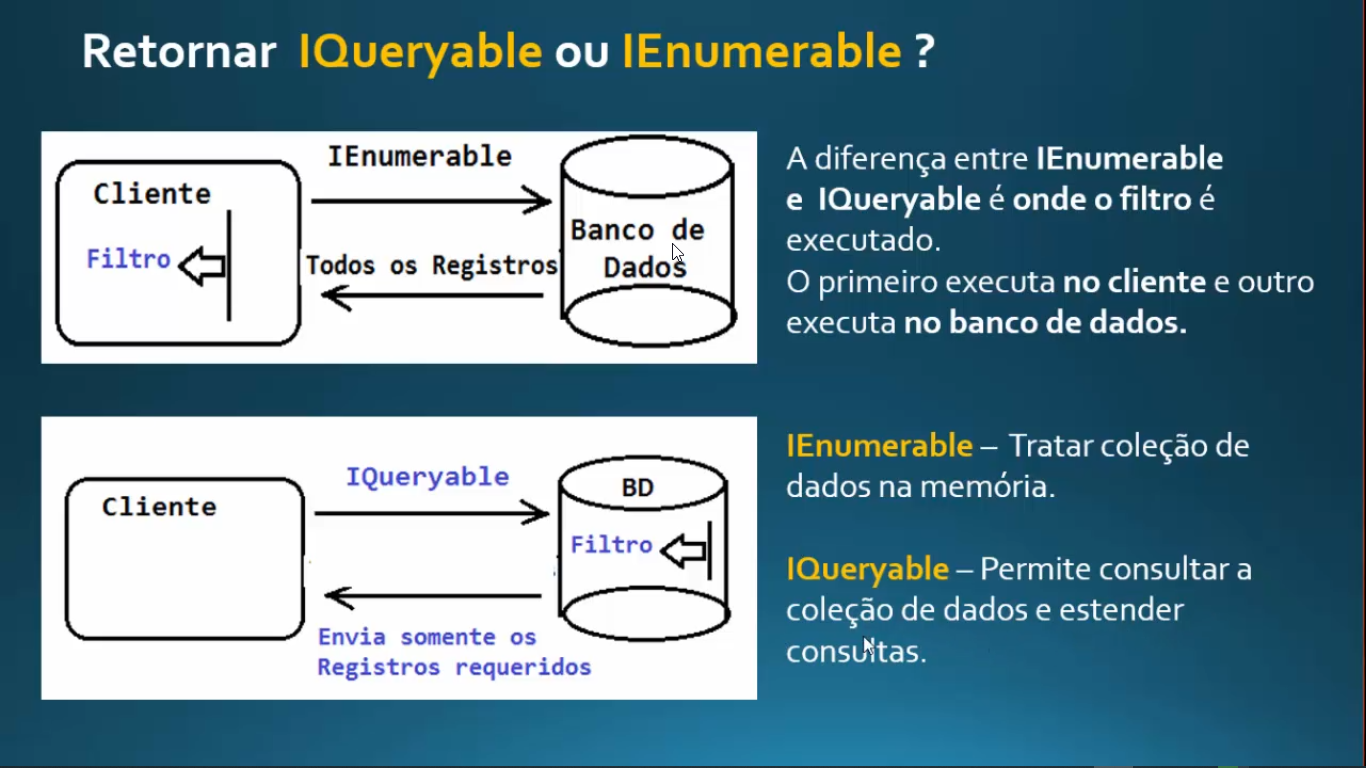 Retornar IQueryable ou IEnumerable ?
IEnumerable
Cliente
Filtro
Todos os Registros
Banco de
Dados
A diferença entre IEnumerable
e IQueryable é onde o filtro é
executado.
O primeiro executa no cliente e outro
executa no banco de dados.
IQueryable
Cliente
BD
Filtro
Envia somente os
Registros requeridos
IEnumerable – Tratar coleção de
dados na memória.
IQueryable – Permite consultar a
coleção de dados e estender
consultas.